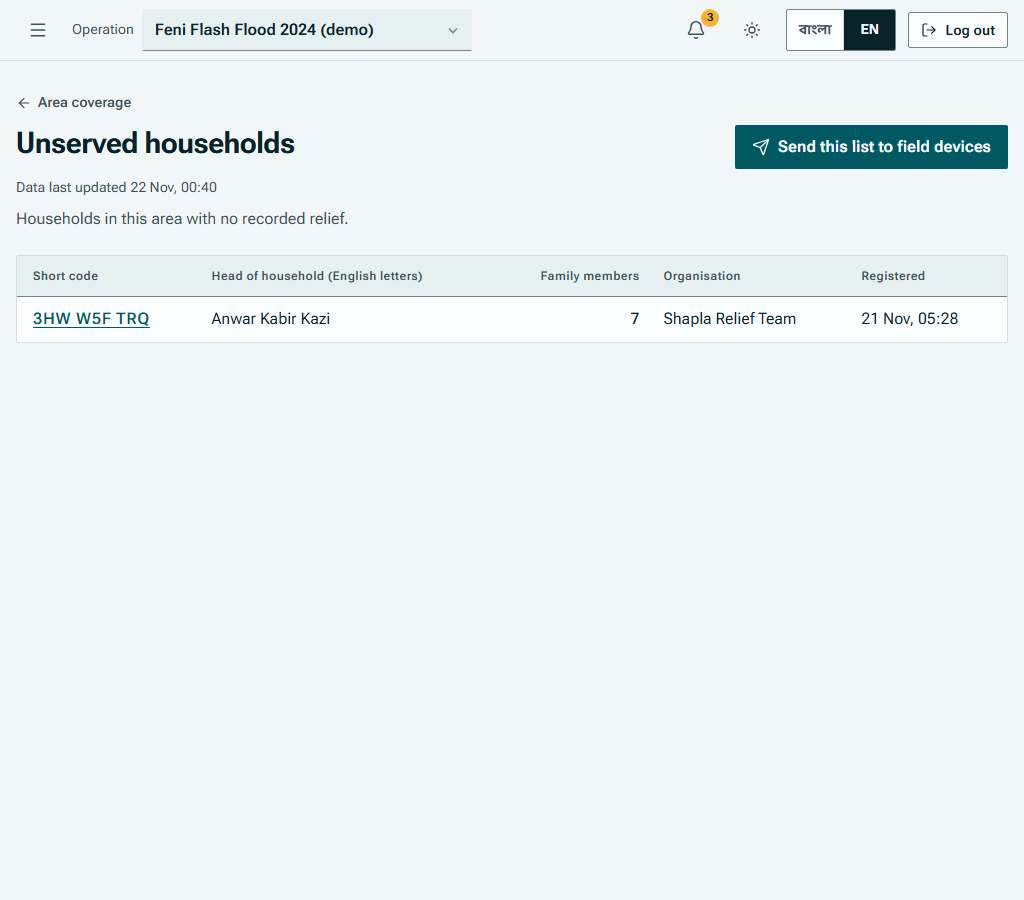 Operation
Feni Flash Flood 2024 (demo)
3
বাংলা
EN
Log out
Area coverage
Unserved households
Send this list to field devices
Data last updated 22 Nov, 00:40
Households in this area with no recorded relief.
Short code Head of household (English letters) Family members Organisation Registered
3HW W5F TRQ Anwar Kabir Kazi 7 Shapla Relief Team 21 Nov, 05:28